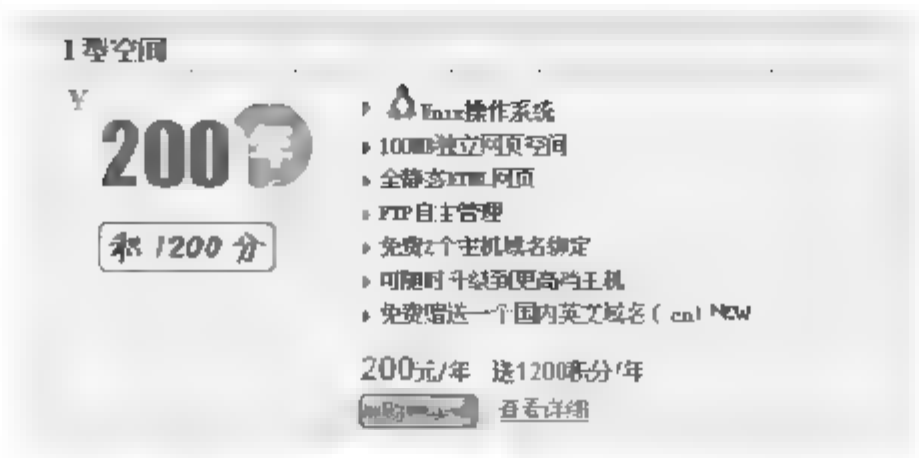 I型空间
¥
200 年
积 1200 分
Unix操作系统
100MB独立网页空间
全静态HTML网页
FTP自主管理
免费2个主机域名绑定
可随时升级到更高档主机
免费赠送一个国内英文域名( cn) NEW
200元/年 送1200积分/年
查看详细